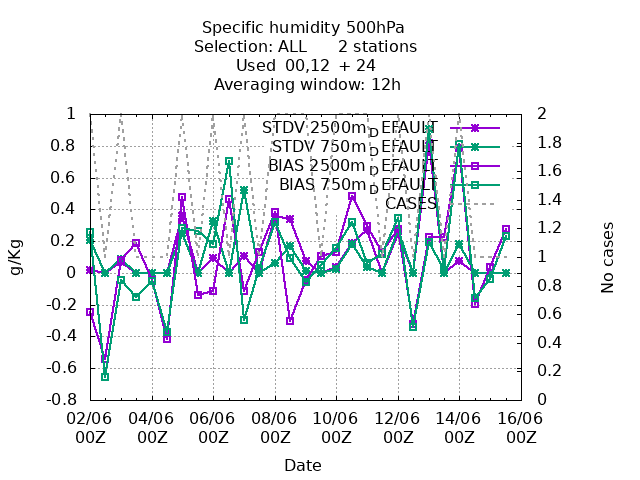 Specific humidity 500hPa
Selection: ALL 2 stations
Used 00,12 + 24
Averaging window: 12h
1
0.8
0.6
0.4
0.2
0
-0.2
-0.4
-0.6
-0.8
g/Kg
STDV 2500m_DEFAULT
STDV 750m_DEFAULT
BIAS 2500m_DEFAULT
BIAS 750m_DEFAULT
CASES
2
1.8
1.6
1.4
1.2
1
0.8
0.6
0.4
0.2
0
No cases
02/06 04/06 06/06 08/06 10/06 12/06 14/06 16/06
00Z 00Z 00Z 00Z 00Z 00Z 00Z 00Z
Date